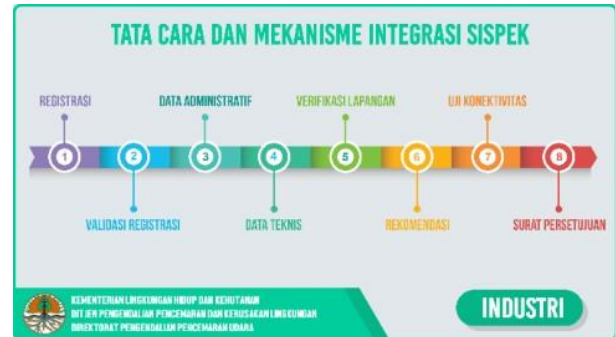 TATA CARA DAN MEKANISME INTEGRASI SISPEK
REGISTRASI
DATA ADMINISTRATIF
VERIFIKASI LAPANGAN
UJI KONEKTIVITAS
1
2
3
4
5
6
7
8
VALIDASI REGISTRASI
DATA TEKNIS
REKOMENDASI
SURAT PERSETUJUAN
KEMENTERIAN LINGKUNGAN HIDUP DAN KEHUTANAN
DITJEN PENGENDALIAN PENCEMARAN DAN KERUSAKAN LINGKUNGAN
DIREKTORAT PENGENDALIAN PENCEMARAN UDARA
INDUSTRI